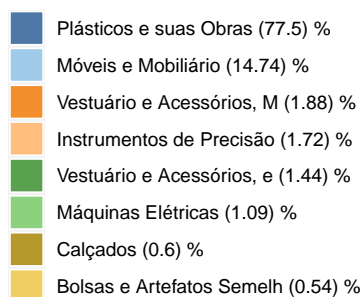 Plásticos e suas Obras (77.5) %
Móveis e Mobiliário (14.74) %
Vestuário e Acessórios, M (1.88) %
Instrumentos de Precisão (1.72) %
Vestuário e Acessórios, e (1.44) %
Máquinas Elétricas (1.09) %
Calçados (0.6) %
Bolsas e Artefatos Semelh (0.54) %